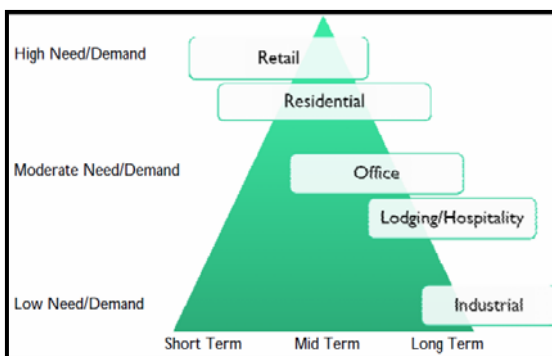 High Need/Demand
Retail
Residential
Moderate Need/Demand
Office
Lodging/Hospitality
Low Need/Demand
Industrial
Short Term
Mid Term
Long Term